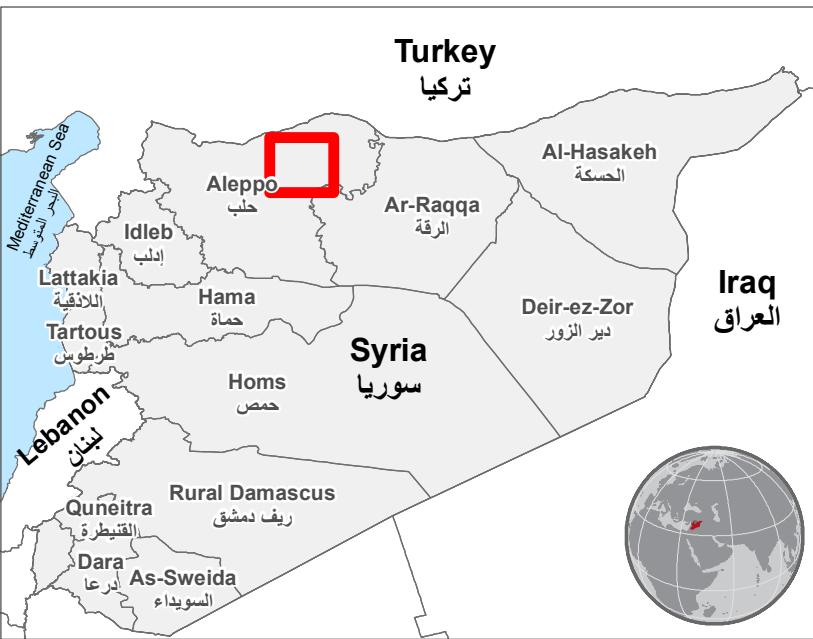 Turkey
تركيا
Mediterranean Sea
البحر المتوسط
Al-Hasakeh
الحسكة
Aleppo
حلب
Ar-Raqqa
الرقة
Idleb
إدلب
Iraq
العراق
Lattakia
اللاذقية
Hama
حماة
Deir-ez-Zor
دير الزور
Tartous
طرطوس
Syria
سوريا
Homs
حمص
Lebanon
لبنان
Rural Damascus
ريف دمشق
Quneitra
القنيطرة
Dara
درعا
As-Sweida
السويداء